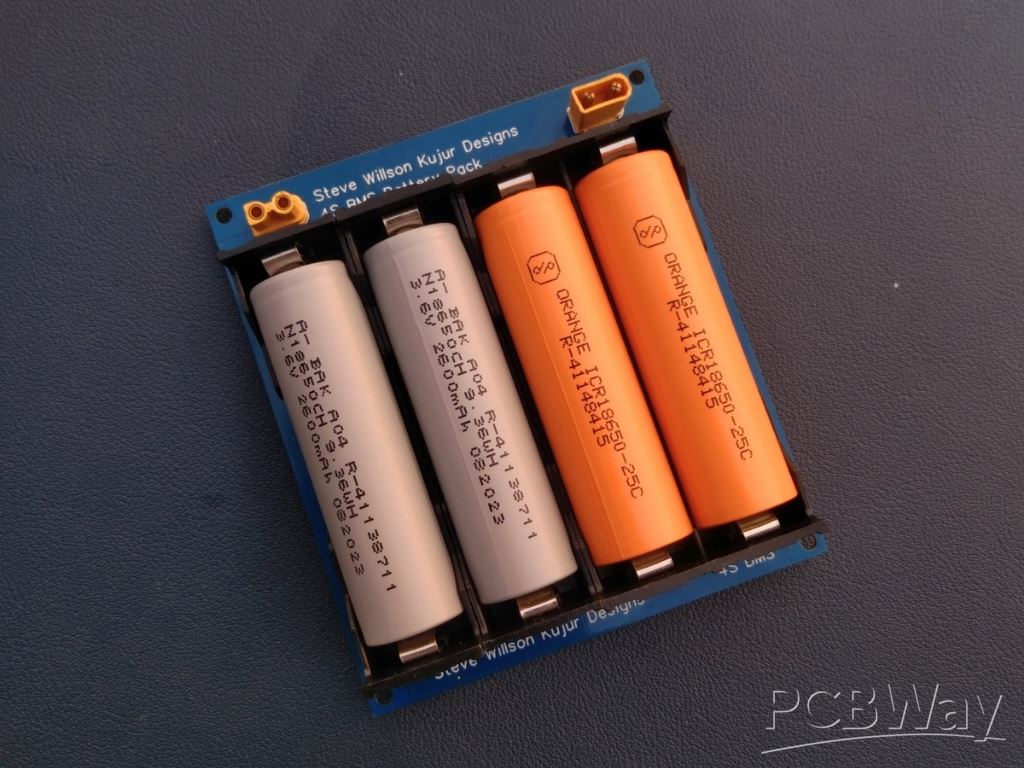 Steve Willson Kujur Designs
4S BMS Battery Pack
A- BAK A04 R-41138711
N18650CH 9.36WH
3.6V 2600mAh 082023
A- BAK A04 R-41138711
N18650CH 9.36WH
3.6V 2600mAh 082023
ORANGE ICR18650-25C
R-41148415
ORANGE ICR18650-25C
R-41148415
Steve Willson Kujur Designs
4S BMS
PCBWay